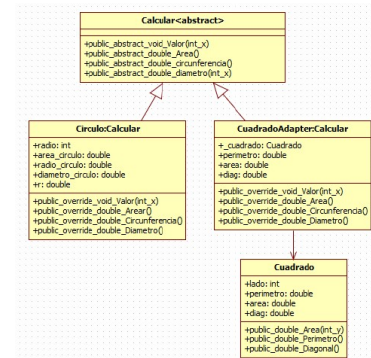 Calcular<abstract>
+public_abstract_void_Valor(int_x)
+public_abstract_double_Area()
+public_abstract_double_circunferencia()
+public_abstract_double_diametro(int_x)
Circulo:Calcular
+radio: int
+area_circulo: double
+radio_circulo: double
+diametro_circulo: double
+r: double
+public_override_void_Valor(int_x)
+public_override_double_Arear()
+public_override_double_Circunferencia()
+public_override_double_Diametro()
CuadradoAdapter:Calcular
+_cuadrado: Cuadrado
+perimetro: double
+area: double
+diag: double
+public_override_void_Valor(int_x)
+public_override_double_Area()
+public_override_double_Circunferencia()
+public_override_double_Diametro()
Cuadrado
+lado: int
+perimetro: double
+area: double
+diag: double
+public_double_Area(int_y)
+public_double_Perimetro()
+public_double_Diagonal()